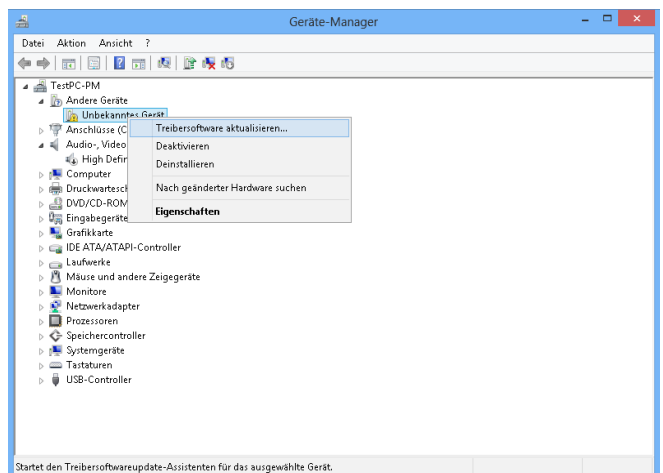 Geräte-Manager
Datei Aktion Ansicht ?
TestPC-PM
Andere Geräte
Unbekanntes Gerät
Treibersoftware aktualisieren...
Anschlüsse (C
Deaktivieren
Audio-, Video
High Defir
Deinstallieren
Computer
Druckwartesch
Nach geänderter Hardware suchen
DVD/CD-ROM
Eingabegeräte
Eigenschaften
Grafikkarte
IDE ATA/ATAPI-Controller
Laufwerke
Mäuse und andere Zeigegeräte
Monitore
Netzwerkadapter
Prozessoren
Speichercontroller
Systemgeräte
Tastaturen
USB-Controller
Startet den Treibersoftwareupdate-Assistenten für das ausgewählte Gerät.